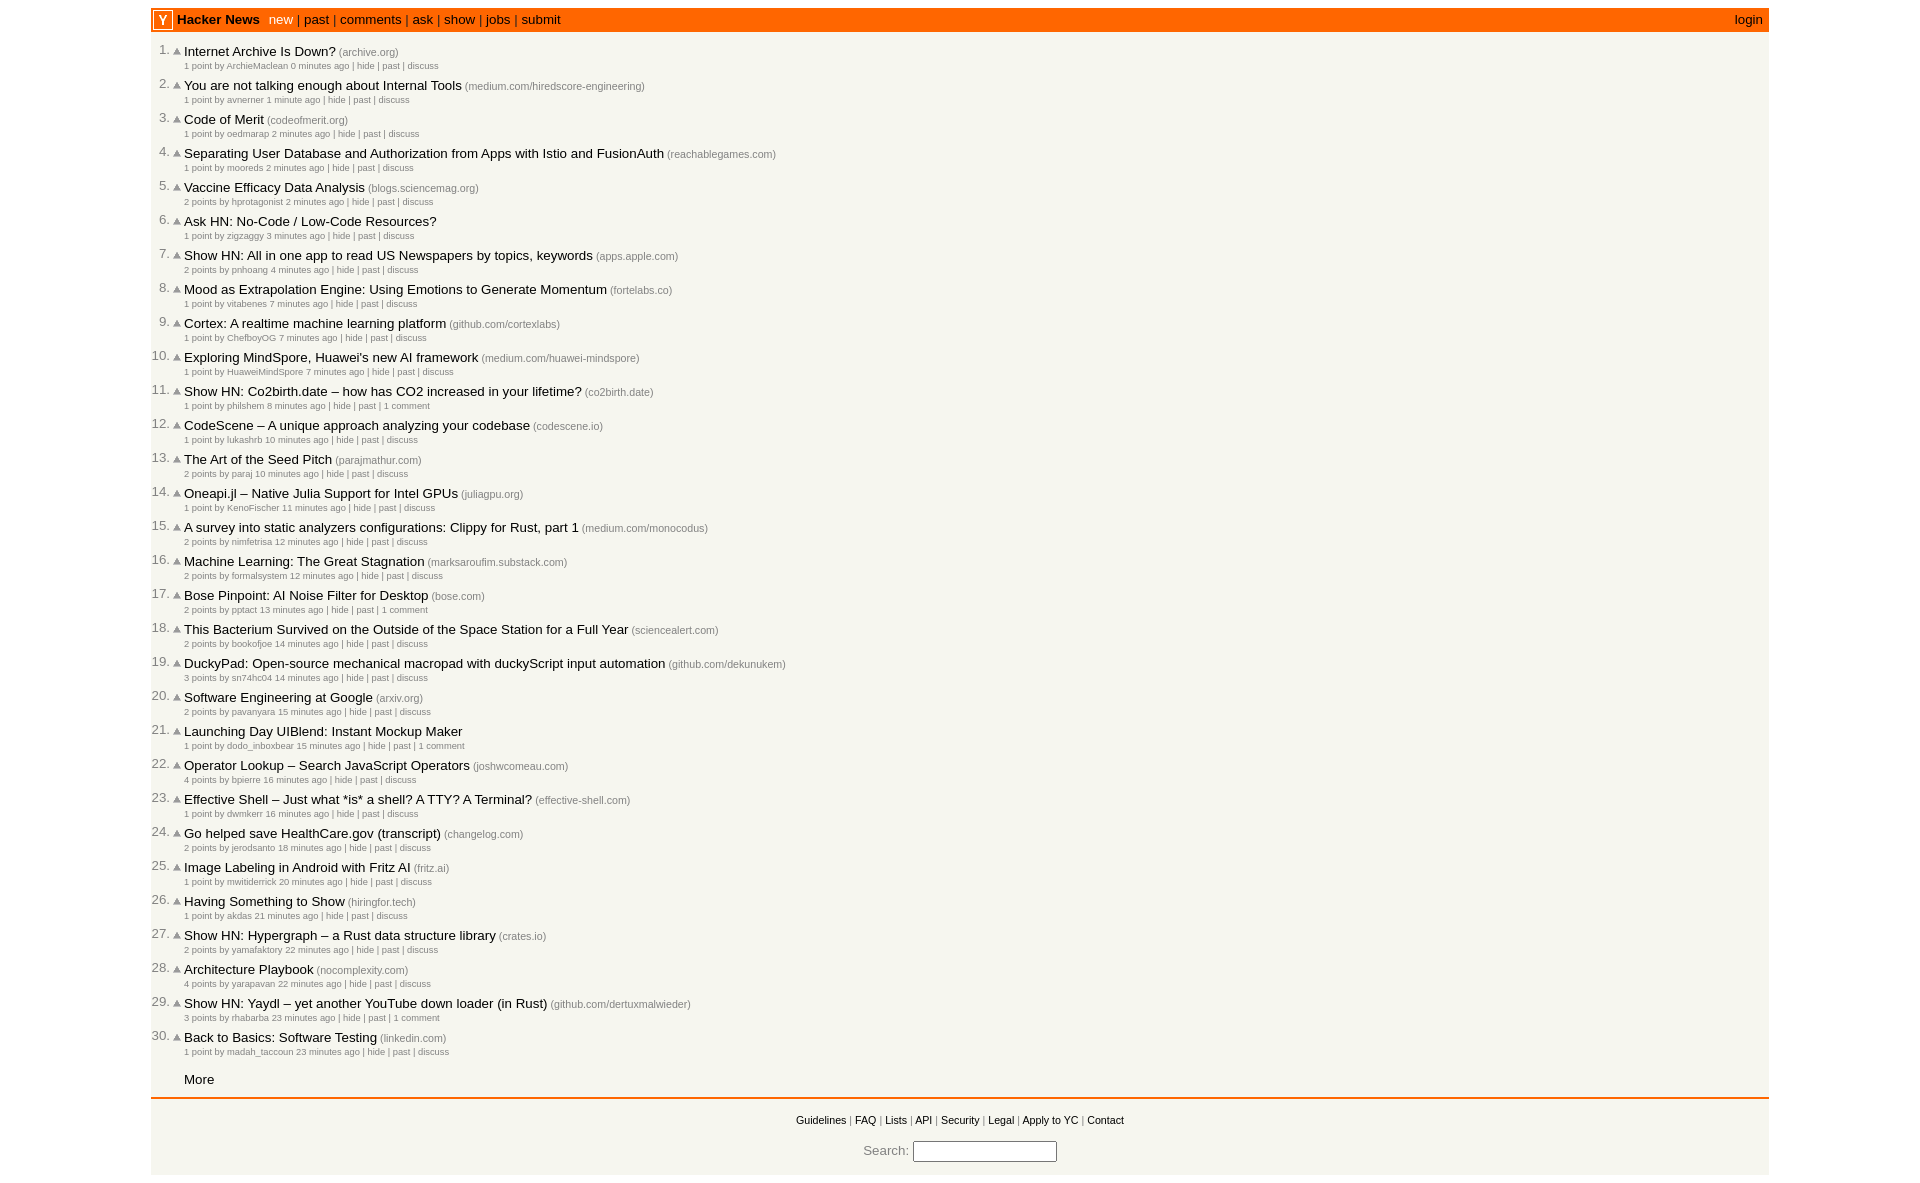 Y Hacker News new | past | comments | ask | show | jobs | submit login
1. Internet Archive Is Down? (archive.org)
1 point by ArchieMaclean 0 minutes ago | hide | past | discuss
2. You are not talking enough about Internal Tools (medium.com/hiredscore-engineering)
1 point by avnerner 1 minute ago | hide | past | discuss
3. Code of Merit (codeofmerit.org)
1 point by oedmarap 2 minutes ago | hide | past | discuss
4. Separating User Database and Authorization from Apps with Istio and FusionAuth (reachablegames.com)
1 point by mooreds 2 minutes ago | hide | past | discuss
5. Vaccine Efficacy Data Analysis (blogs.sciencemag.org)
2 points by hprotagonist 2 minutes ago | hide | past | discuss
6. Ask HN: No-Code / Low-Code Resources?
1 point by zigzaggy 3 minutes ago | hide | past | discuss
7. Show HN: All in one app to read US Newspapers by topics, keywords (apps.apple.com)
2 points by pnhoang 4 minutes ago | hide | past | discuss
8. Mood as Extrapolation Engine: Using Emotions to Generate Momentum (fortelabs.co)
1 point by vitabenes 7 minutes ago | hide | past | discuss
9. Cortex: A realtime machine learning platform (github.com/cortexlabs)
1 point by ChefboyOG 7 minutes ago | hide | past | discuss
10. Exploring MindSpore, Huawei's new AI framework (medium.com/huawei-mindspore)
1 point by HuaweiMindSpore 7 minutes ago | hide | past | discuss
11. Show HN: Co2birth.date – how has CO2 increased in your lifetime? (co2birth.date)
1 point by philshem 8 minutes ago | hide | past | 1 comment
12. CodeScene – A unique approach analyzing your codebase (codescene.io)
1 point by lukashrb 10 minutes ago | hide | past | discuss
13. The Art of the Seed Pitch (parajmathur.com)
2 points by paraj 10 minutes ago | hide | past | discuss
14. Oneapi.jl – Native Julia Support for Intel GPUs (juliagpu.org)
1 point by KenoFischer 11 minutes ago | hide | past | discuss
15. A survey into static analyzers configurations: Clippy for Rust, part 1 (medium.com/monocodus)
2 points by nimfetrisa 12 minutes ago | hide | past | discuss
16. Machine Learning: The Great Stagnation (marksaroufim.substack.com)
2 points by formalsystem 12 minutes ago | hide | past | discuss
17. Bose Pinpoint: AI Noise Filter for Desktop (bose.com)
2 points by pptact 13 minutes ago | hide | past | 1 comment
18. This Bacterium Survived on the Outside of the Space Station for a Full Year (sciencealert.com)
2 points by bookofjoe 14 minutes ago | hide | past | discuss
19. DuckyPad: Open-source mechanical macropad with duckyScript input automation (github.com/dekunukem)
3 points by sn74hc04 14 minutes ago | hide | past | discuss
20. Software Engineering at Google (arxiv.org)
2 points by pavanyara 15 minutes ago | hide | past | discuss
21. Launching Day UIBlend: Instant Mockup Maker
1 point by dodo_inboxbear 15 minutes ago | hide | past | 1 comment
22. Operator Lookup – Search JavaScript Operators (joshwcomeau.com)
4 points by bpierre 16 minutes ago | hide | past | discuss
23. Effective Shell – Just what *is* a shell? A TTY? A Terminal? (effective-shell.com)
1 point by dwmkerr 16 minutes ago | hide | past | discuss
24. Go helped save HealthCare.gov (transcript) (changelog.com)
2 points by jerodsanto 18 minutes ago | hide | past | discuss
25. Image Labeling in Android with Fritz AI (fritz.ai)
1 point by mwitiderrick 20 minutes ago | hide | past | discuss
26. Having Something to Show (hiringfor.tech)
1 point by akdas 21 minutes ago | hide | past | discuss
27. Show HN: Hypergraph – a Rust data structure library (crates.io)
2 points by yamafaktory 22 minutes ago | hide | past | discuss
28. Architecture Playbook (nocomplexity.com)
4 points by yarapavan 22 minutes ago | hide | past | discuss
29. Show HN: Yaydl – yet another YouTube down loader (in Rust) (github.com/dertuxmalwieder)
3 points by rhabarba 23 minutes ago | hide | past | 1 comment
30. Back to Basics: Software Testing (linkedin.com)
1 point by madah_taccoun 23 minutes ago | hide | past | discuss
More
Guidelines | FAQ | Lists | API | Security | Legal | Apply to YC | Contact
Search: